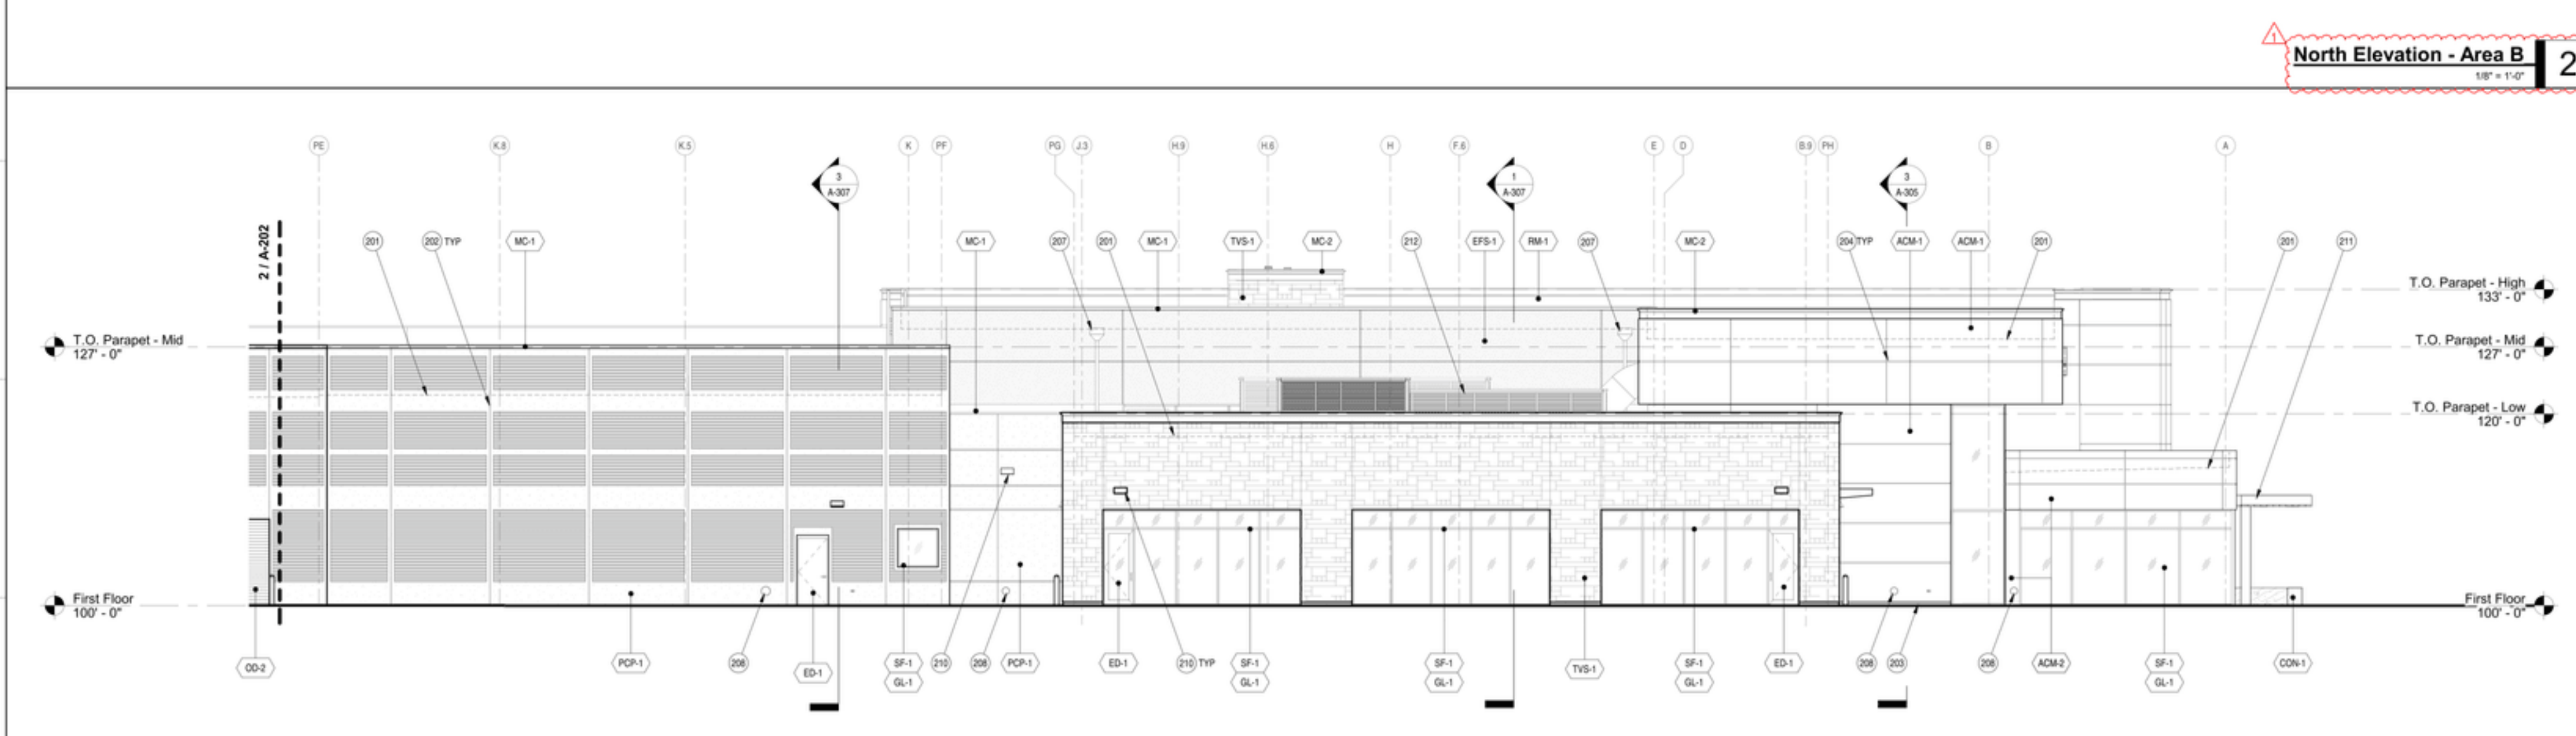 1
North Elevation - Area B
1/8" = 1'-0"
2
PE
K.8
K.5
K
PF
PG
J.3
H.9
H.6
H
F.6
E
D
B.9
PH
B
A
3
A-307
1
A-307
3
A-305
2 / A-202
201
202 TYP
MC-1
MC-1
207
201
MC-1
TVS-1
MC-2
212
EFS-1
RM-1
207
MC-2
204 TYP
ACM-1
ACM-1
201
201
211
T.O. Parapet - High
133' - 0"
T.O. Parapet - Mid
127' - 0"
T.O. Parapet - Mid
127' - 0"
T.O. Parapet - Low
120' - 0"
First Floor
100' - 0"
First Floor
100' - 0"
OD-2
PCP-1
208
ED-1
SF-1
GL-1
210
208
PCP-1
ED-1
210 TYP
SF-1
GL-1
SF-1
GL-1
TVS-1
SF-1
GL-1
ED-1
208
203
208
ACM-2
SF-1
GL-1
CON-1